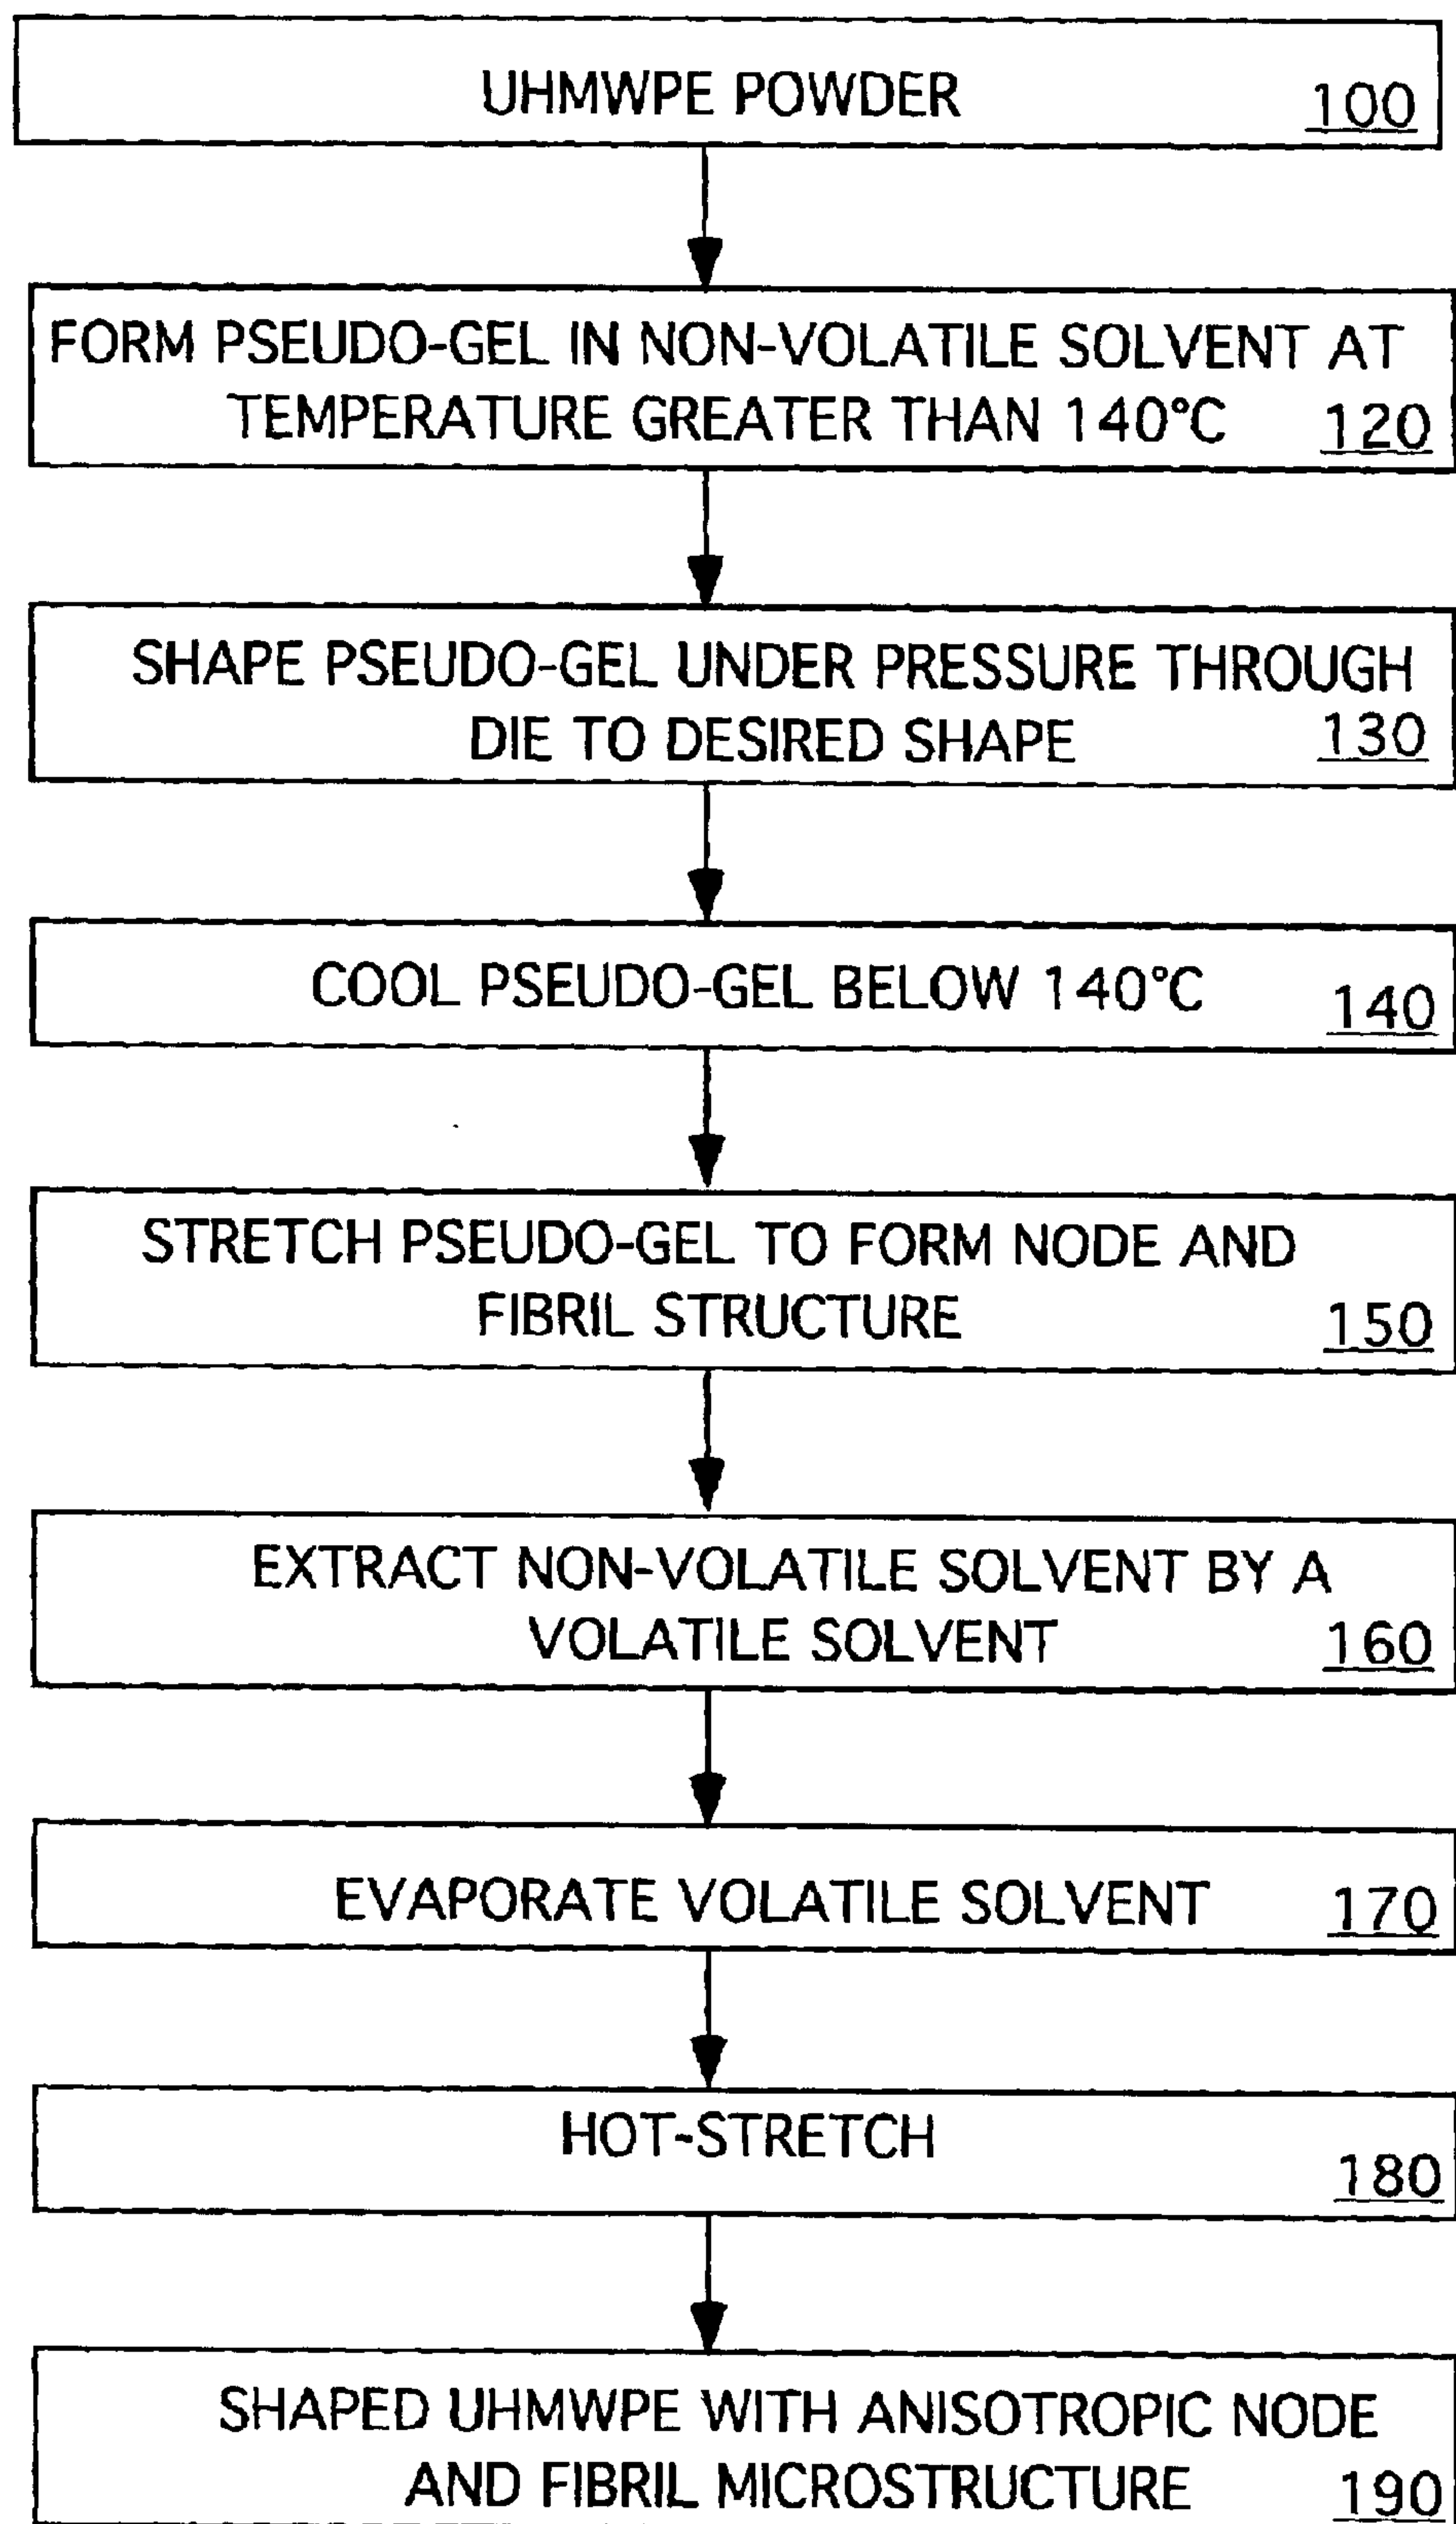 UHMWPE POWDER
100
FORM PSEUDO-GEL IN NON-VOLATILE SOLVENT AT
TEMPERATURE GREATER THAN 140°C
120
SHAPE PSEUDO-GEL UNDER PRESSURE THROUGH
DIE TO DESIRED SHAPE
130
COOL PSEUDO-GEL BELOW 140°C
140
STRETCH PSEUDO-GEL TO FORM NODE AND
FIBRIL STRUCTURE
150
EXTRACT NON-VOLATILE SOLVENT BY A
VOLATILE SOLVENT
160
EVAPORATE VOLATILE SOLVENT
170
HOT-STRETCH
180
SHAPED UHMWPE WITH ANISOTROPIC NODE
AND FIBRIL MICROSTRUCTURE
190